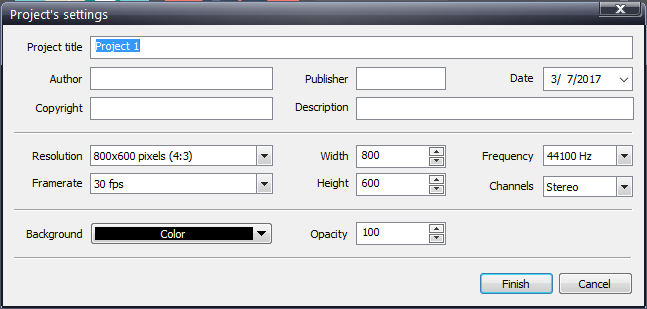 Project's settings
Project title Project 1
Author Publisher Date 3/ 7/2017
Copyright Description
Resolution 800x600 pixels (4:3) Width 800 Frequency 44100 Hz
Framerate 30 fps Height 600 Channels Stereo
Background Color Opacity 100
Finish Cancel